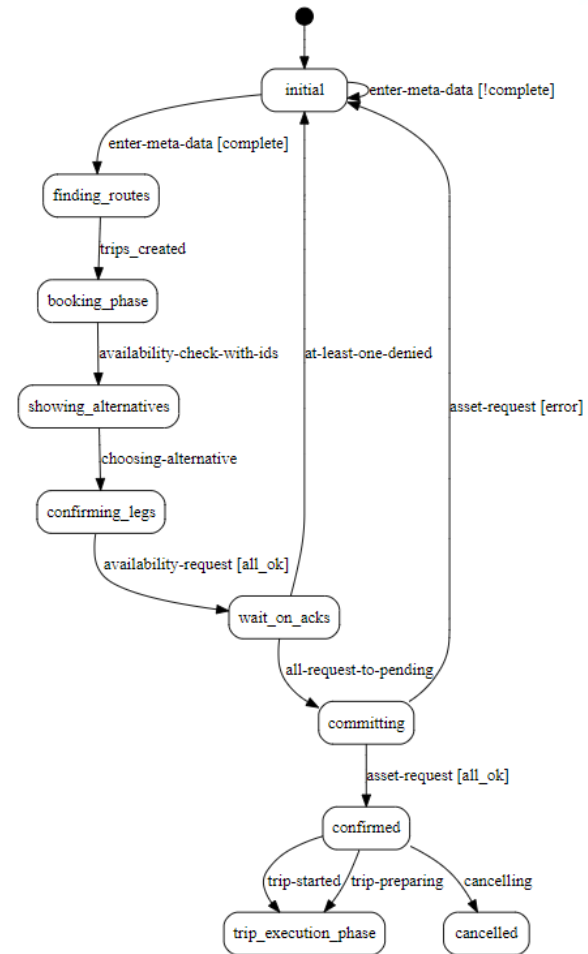 initial
enter-meta-data [!complete]
enter-meta-data [complete]
finding_routes
trips_created
booking_phase
availability-check-with-ids
at-least-one-denied
showing_alternatives
asset-request [error]
choosing-alternative
confirming_legs
availability-request [all_ok]
wait_on_acks
all-request-to-pending
committing
asset-request [all_ok]
confirmed
trip-started
trip-preparing
cancelling
trip_execution_phase
cancelled